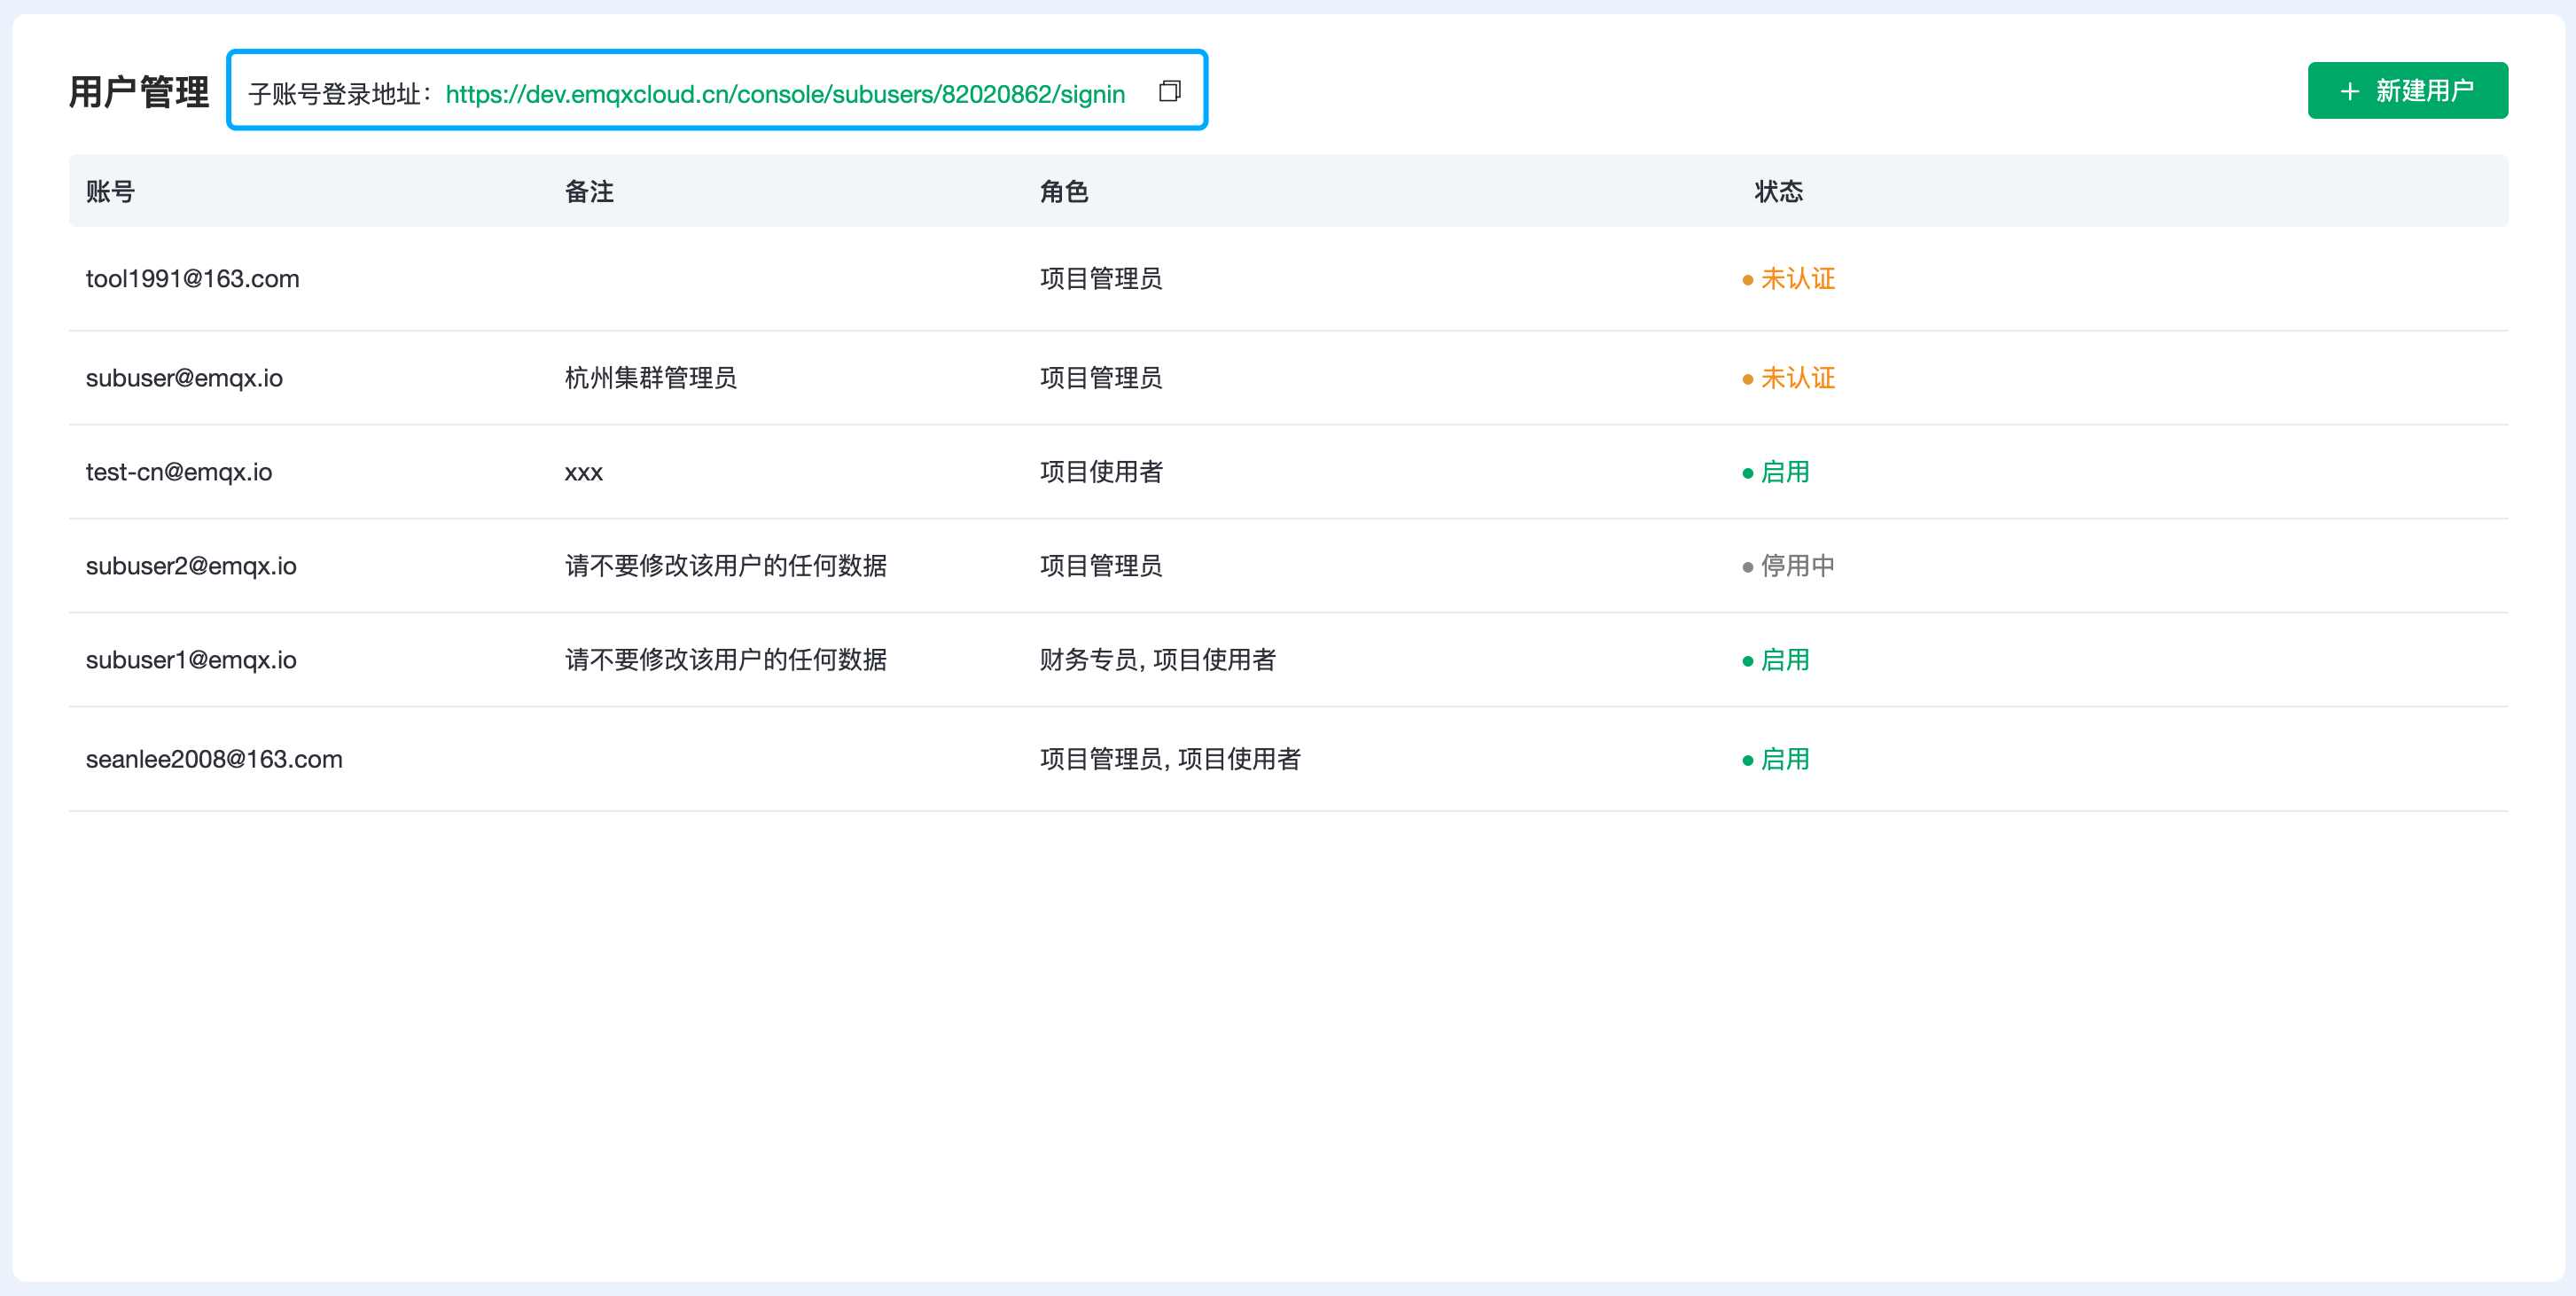 用户管理 子账号登录地址：https://dev.emqxcloud.cn/console/subusers/82020862/signin + 新建用户
账号 备注 角色 状态
tool1991@163.com 项目管理员 未认证
subuser@emqx.io 杭州集群管理员 项目管理员 未认证
test-cn@emqx.io xxx 项目使用者 启用
subuser2@emqx.io 请不要修改该用户的任何数据 项目管理员 停用中
subuser1@emqx.io 请不要修改该用户的任何数据 财务专员, 项目使用者 启用
seanlee2008@163.com 项目管理员, 项目使用者 启用